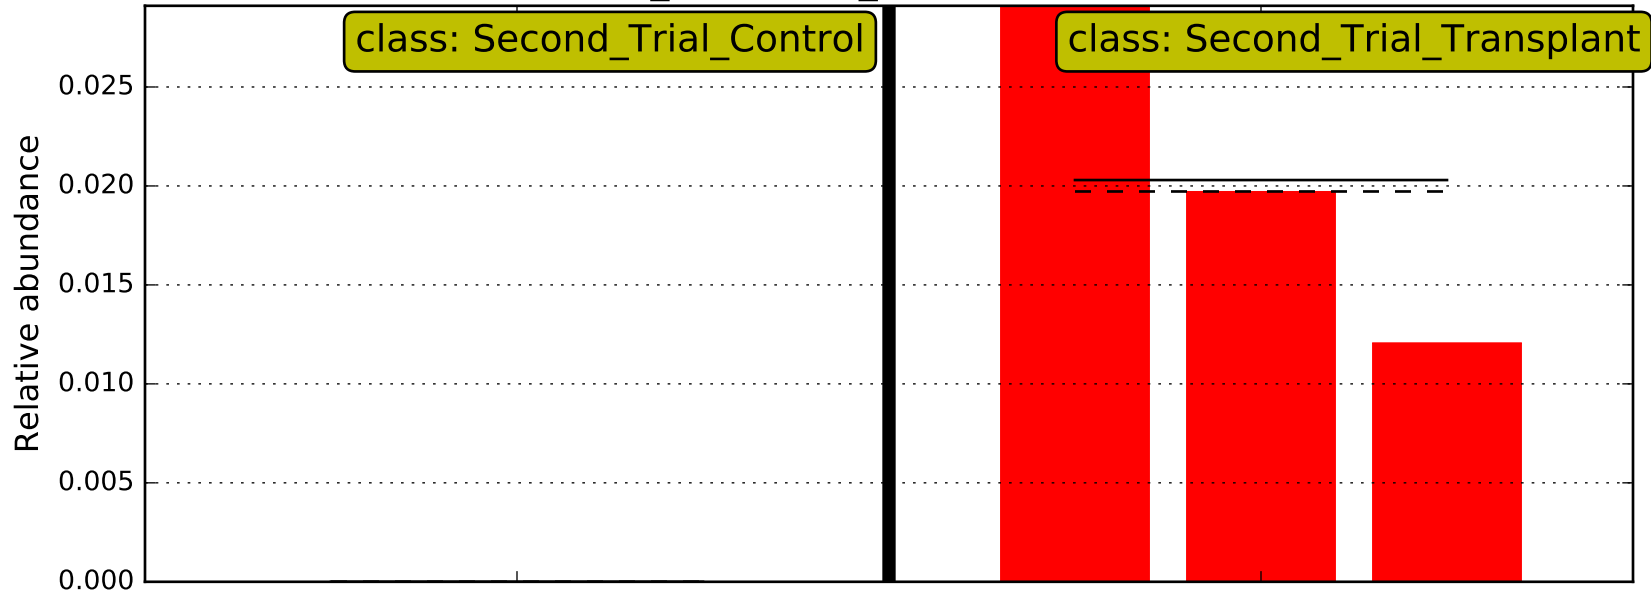 class: Second_Trial_Control
class: Second_Trial_Transplant
Relative abundance
0.025
0.020
0.015
0.010
0.005
0.000